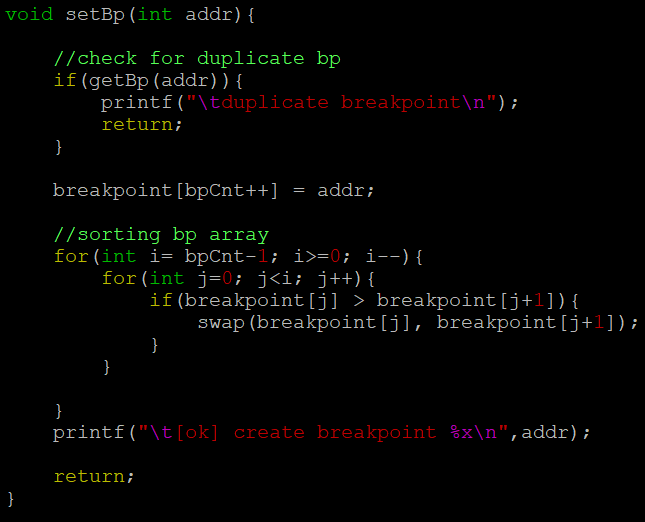 void setBp(int addr){
    //check for duplicate bp
    if(getBp(addr)){
        printf("\tduplicate breakpoint\n");
        return;
    }
    breakpoint[bpCnt++] = addr;
    //sorting bp array
    for(int i= bpCnt-1; i>=0; i--){
        for(int j=0; j<i; j++){
            if(breakpoint[j] > breakpoint[j+1]){
                swap(breakpoint[j], breakpoint[j+1]);
            }
        }
    }
    printf("\t[ok] create breakpoint %x\n",addr);
    return;
}